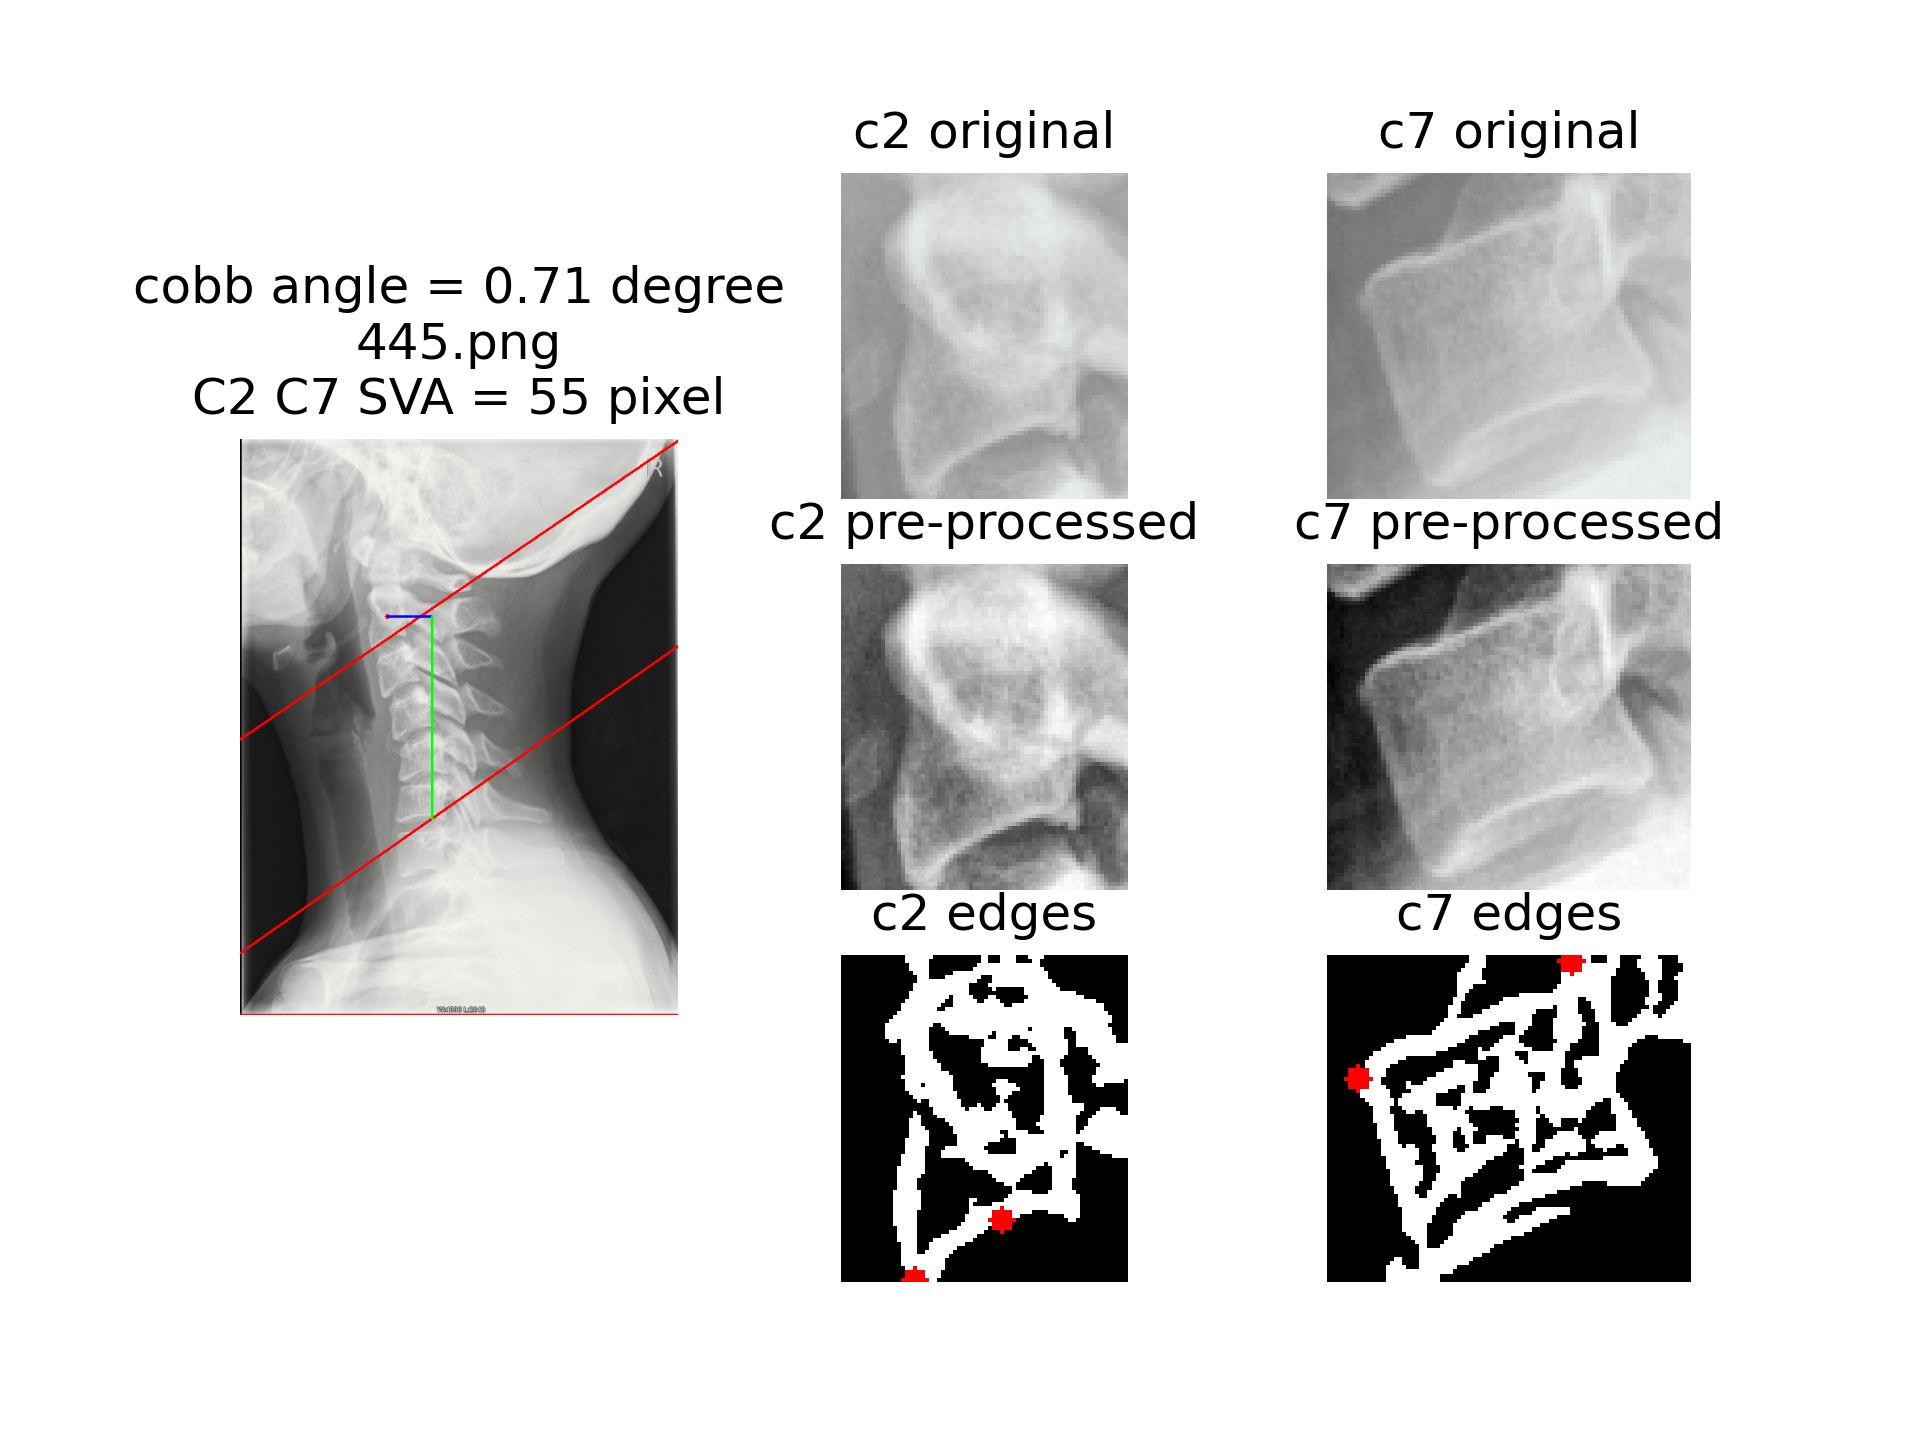 cobb angle = 0.71 degree
445.png
C2 C7 SVA = 55 pixel
R
c2 original
c7 original
c2 pre-processed
c7 pre-processed
c2 edges
c7 edges